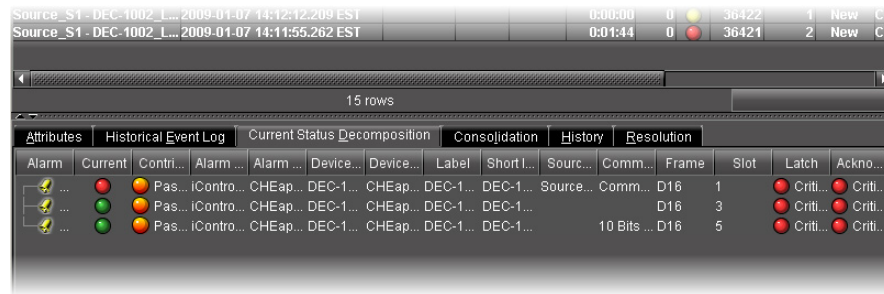 Source_S1 - DEC-1002_L... 2009-01-07 14:12:12.209 EST 0:00:00 0 36422 1 New C
Source_S1 - DEC-1002_L... 2009-01-07 14:11:55.262 EST 0:01:44 0 36421 2 New C
15 rows
Attributes Historical Event Log Current Status Decomposition Consolidation History Resolution
Alarm Current Contri... Alarm ... Alarm ... Device... Device... Label Short I... Sourc... Comm... Frame Slot Latch Ackno...
... Pas... iContro... CHEap... DEC-1... CHEap... DEC-1... DEC-1... Source... Comm... D16 1 Criti... Criti...
... Pas... iContro... CHEap... DEC-1... CHEap... DEC-1... DEC-1... D16 3 Criti... Criti...
... Pas... iContro... CHEap... DEC-1... CHEap... DEC-1... DEC-1... 10 Bits ... D16 5 Criti... Criti...